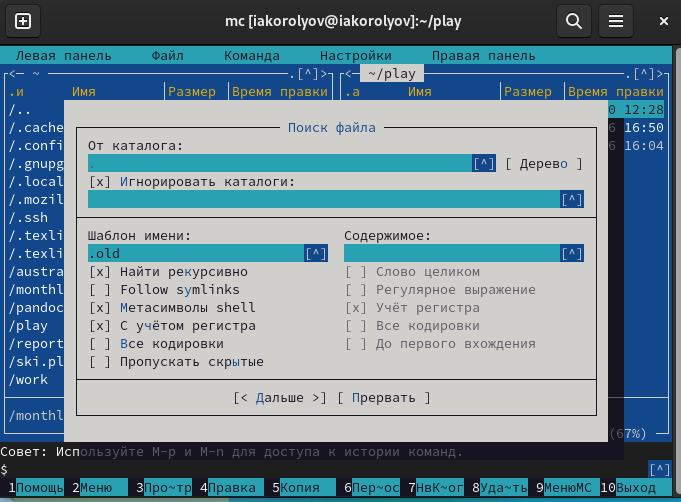 mc [iakorolyov@iakorolyov]:~/play
Левая панель Файл Команда Настройки Правая панель
<─ ~ .[^]> <─ ~/play .[^]>
.и Имя Размер Время правки .а Имя Размер Время правки
/.. 0 12:28
/.cache 6 16:50
/.confi 6 16:04
/.gnupg
/.local
/.mozil
/.ssh
/.texli
/.texli
/austra
/monthl
/pandoc
/play
/report
/ski.pl
/work
/monthl
Поиск файла
От каталога:
. [^] [ Дерево ]
[x] Игнорировать каталоги:
[^]
Шаблон имени: Содержимое:
.old [^] [^]
[x] Найти рекурсивно [ ] Слово целиком
[ ] Follow symlinks [ ] Регулярное выражение
[x] Метасимволы shell [x] Учёт регистра
[x] С учётом регистра [ ] Все кодировки
[ ] Все кодировки [ ] До первого вхождения
[ ] Пропускать скрытые
[< Дальше >] [ Прервать ]
(67%)
Совет: Используйте M-p и M-n для доступа к истории команд.
$ [^]
1Помощь 2Меню 3Про~тр 4Правка 5Копия 6Пер~ос 7НвК~ог 8Уда~ть 9МенюMC 10Выход